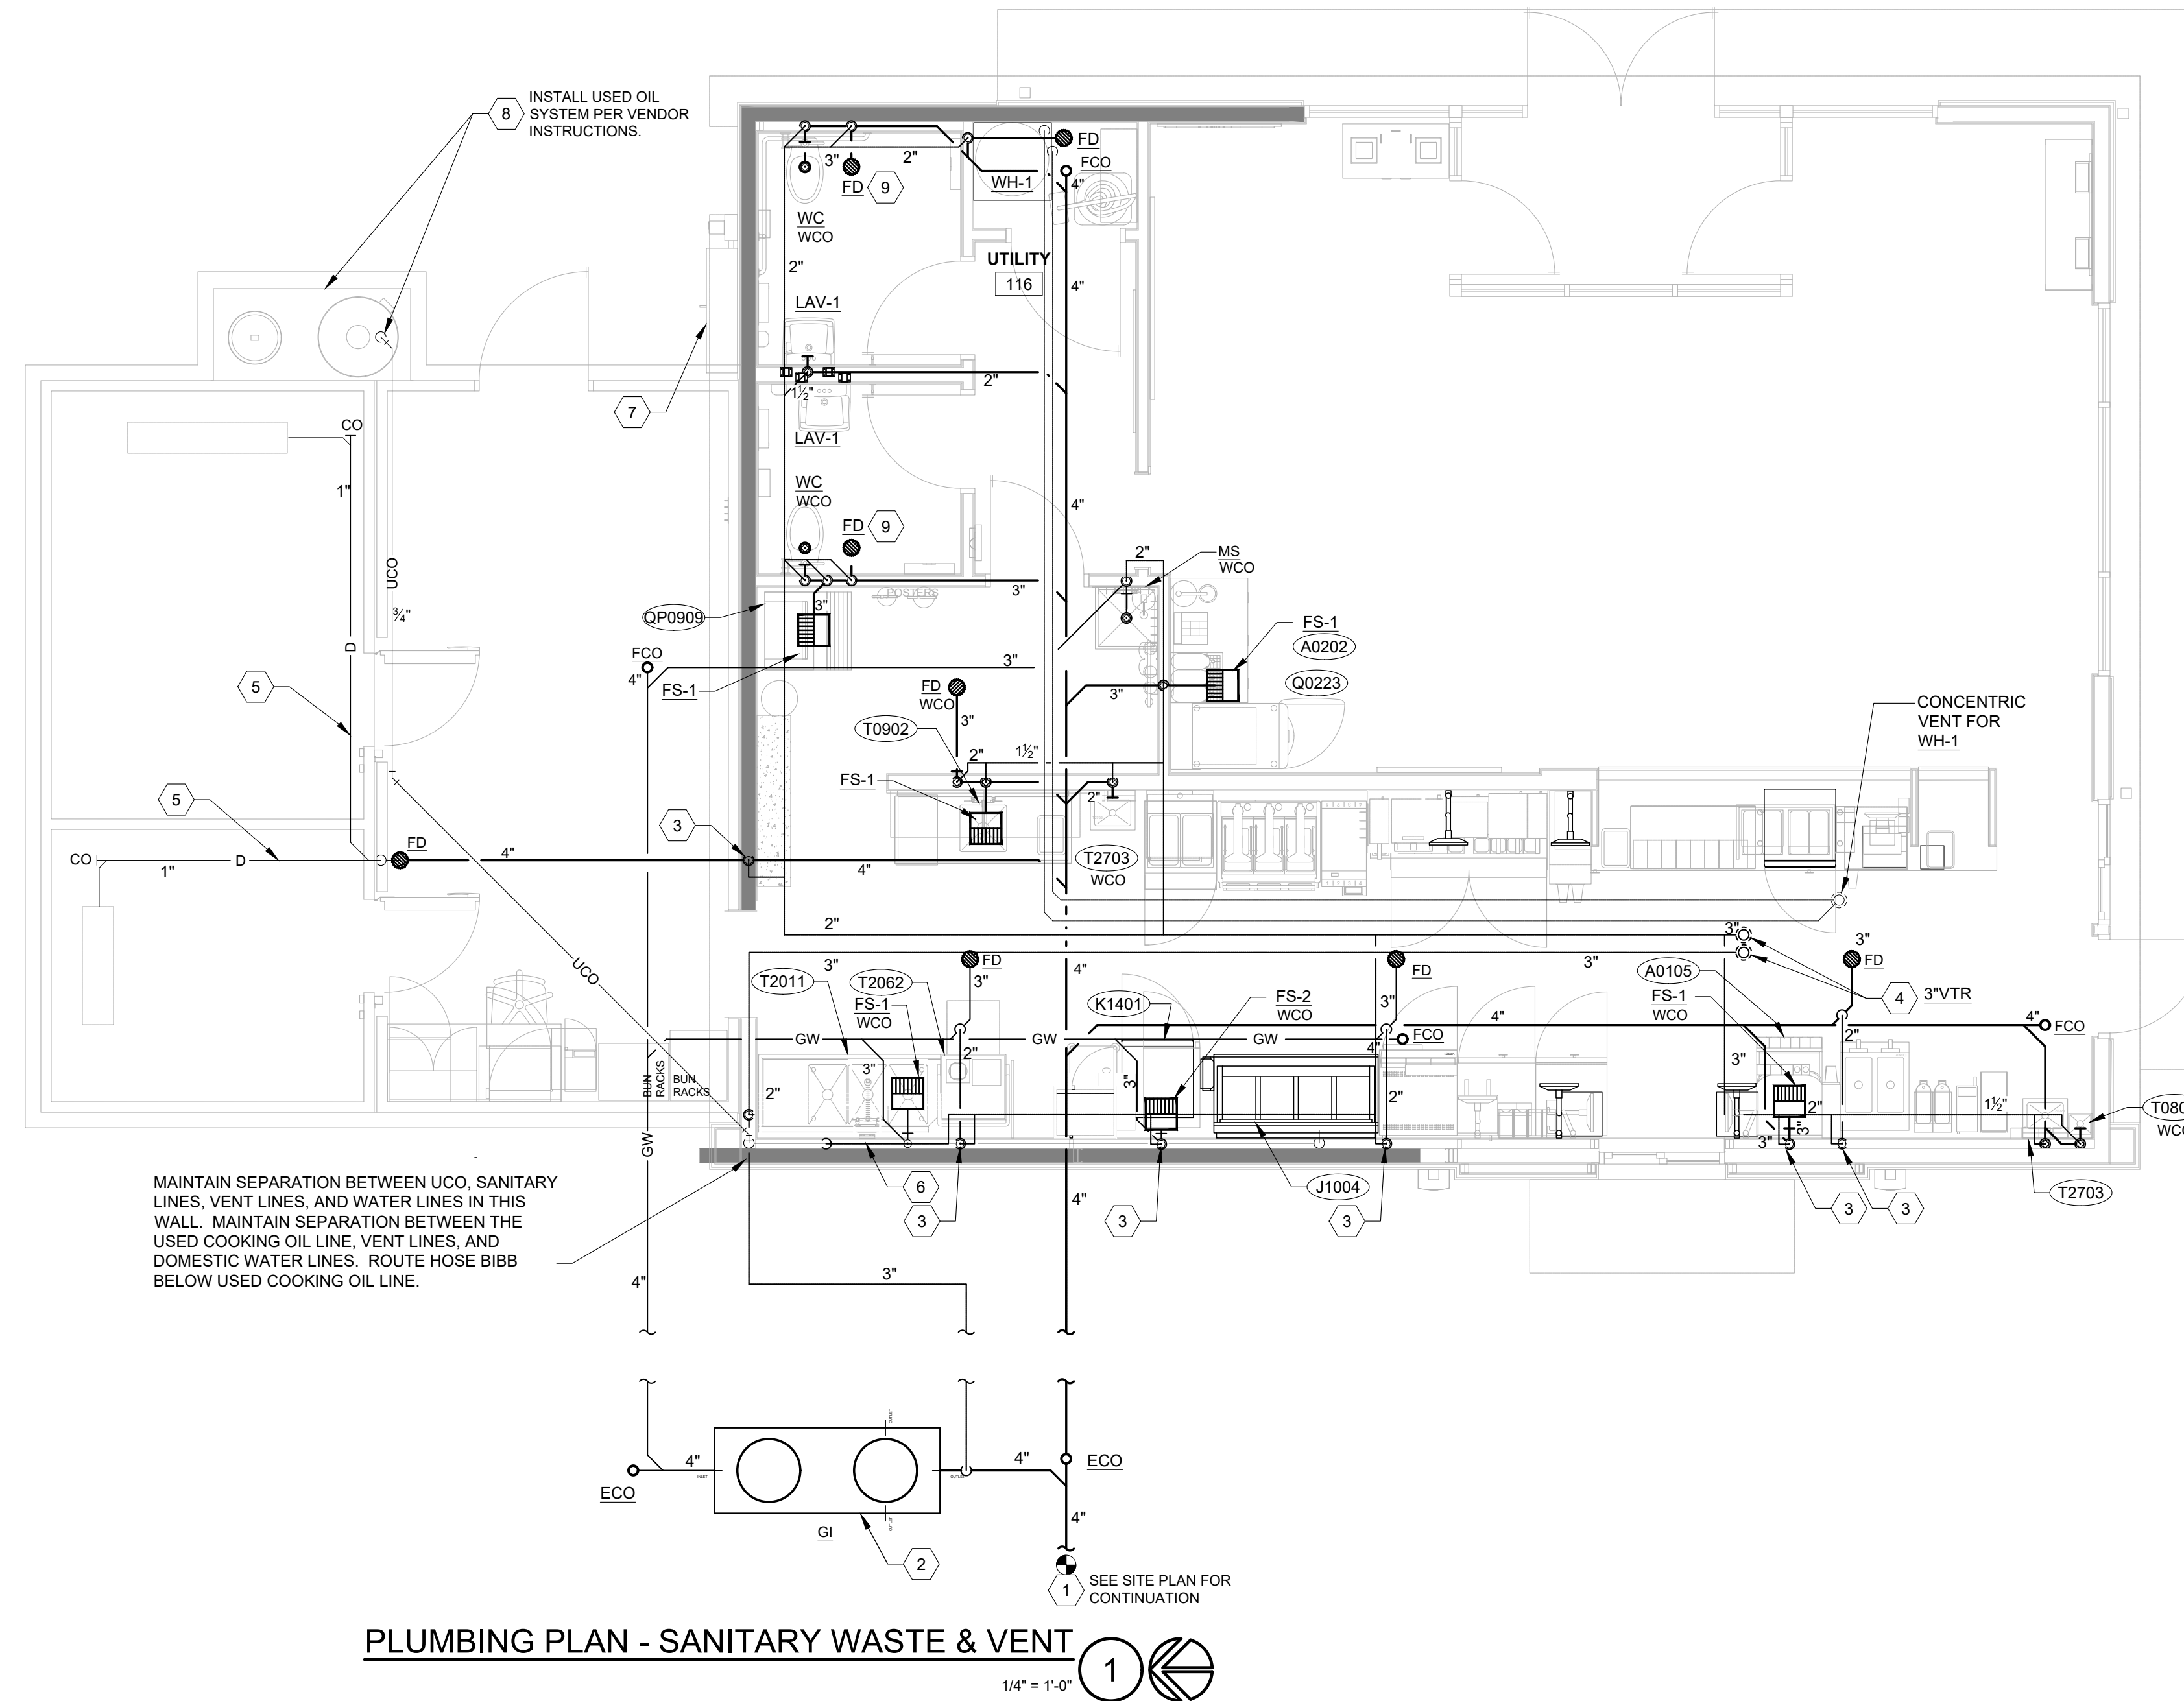 8
INSTALL USED OIL
SYSTEM PER VENDOR
INSTRUCTIONS.
FD
FCO
3"
2"
FD
9
WH-1
4"
WC
WCO
2"
UTILITY
116
4"
LAV-1
2"
1½"
7
LAV-1
CO
1"
WC
WCO
4"
FD
9
MS
WCO
2"
UCO
3/4"
POSTERS
3"
3"
QP0909
FS-1
A0202
Q0223
D
FCO
4"
3"
FS-1
FD
WCO
3"
3"
5
T0902
2"
1½"
CONCENTRIC
VENT FOR
WH-1
FS-1
2"
5
3
CO
1"
D
FD
4"
4"
T2703
WCO
2"
3"
3"
UCO
3"
FD
4"
FD
3"
FD
T2011
T2062
3"
A0105
FS-1
WCO
K1401
FS-2
WCO
3"
FS-1
WCO
4
3"VTR
4"
4"
FCO
GW
GW
GW
4"
FCO
2"
2"
3"
3"
3"
BUN
RACKS
BUN
RACKS
2"
2"
2"
1½"
T080
WCO
3"
3"
GW
6
J1004
T2703
3
3
3
3
3
MAINTAIN SEPARATION BETWEEN UCO, SANITARY
LINES, VENT LINES, AND WATER LINES IN THIS
WALL. MAINTAIN SEPARATION BETWEEN THE
USED COOKING OIL LINE, VENT LINES, AND
DOMESTIC WATER LINES. ROUTE HOSE BIBB
BELOW USED COOKING OIL LINE.
4"
4"
3"
OUTLET
4"
INLET
OUTLET
4"
ECO
ECO
OUTLET
GI
4"
2
1
SEE SITE PLAN FOR
CONTINUATION
PLUMBING PLAN - SANITARY WASTE & VENT
1
1/4" = 1'-0"